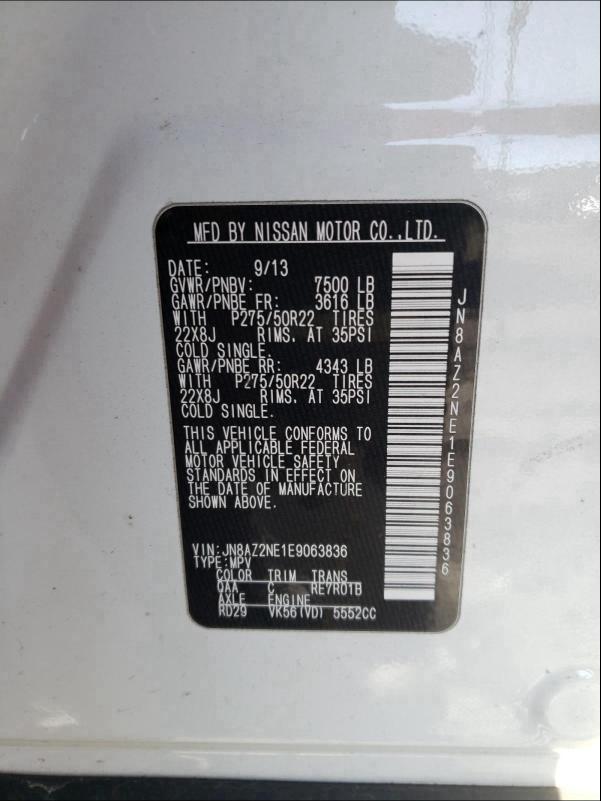 MFD BY NISSAN MOTOR CO.,LTD.
DATE: 9/13
GVWR/PNBV: 7500 LB
GAWR/PNBE FR: 3616 LB
WITH P275/50R22 TIRES
22X8J RIMS. AT 35PSI
COLD SINGLE.
GAWR/PNBE RR: 4343 LB
WITH P275/50R22 TIRES
22X8J RIMS. AT 35PSI
COLD SINGLE.
THIS VEHICLE CONFORMS TO
ALL APPLICABLE FEDERAL
MOTOR VEHICLE SAFETY
STANDARDS IN EFFECT ON
THE DATE OF MANUFACTURE
SHOWN ABOVE.
VIN:JN8AZ2NE1E9063836
TYPE:MPV
COLOR TRIM TRANS
QAA C RE7R01B
AXLE ENGINE
RD29 VK56(VD) 5552CC
JN8AZ2NE1E9063836